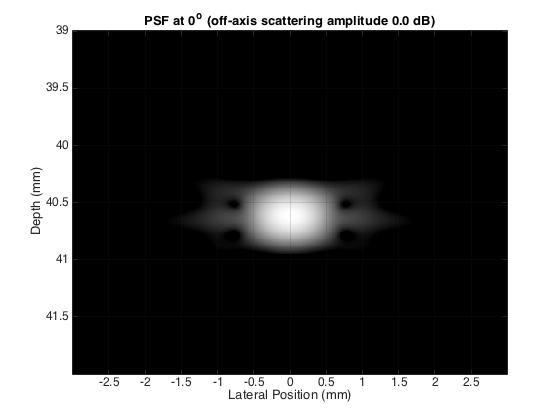 PSF at 0° (off-axis scattering amplitude 0.0 dB)
39
39.5
40
40.5
41
41.5
Depth (mm)
-2.5 -2 -1.5 -1 -0.5 0 0.5 1 1.5 2 2.5
Lateral Position (mm)